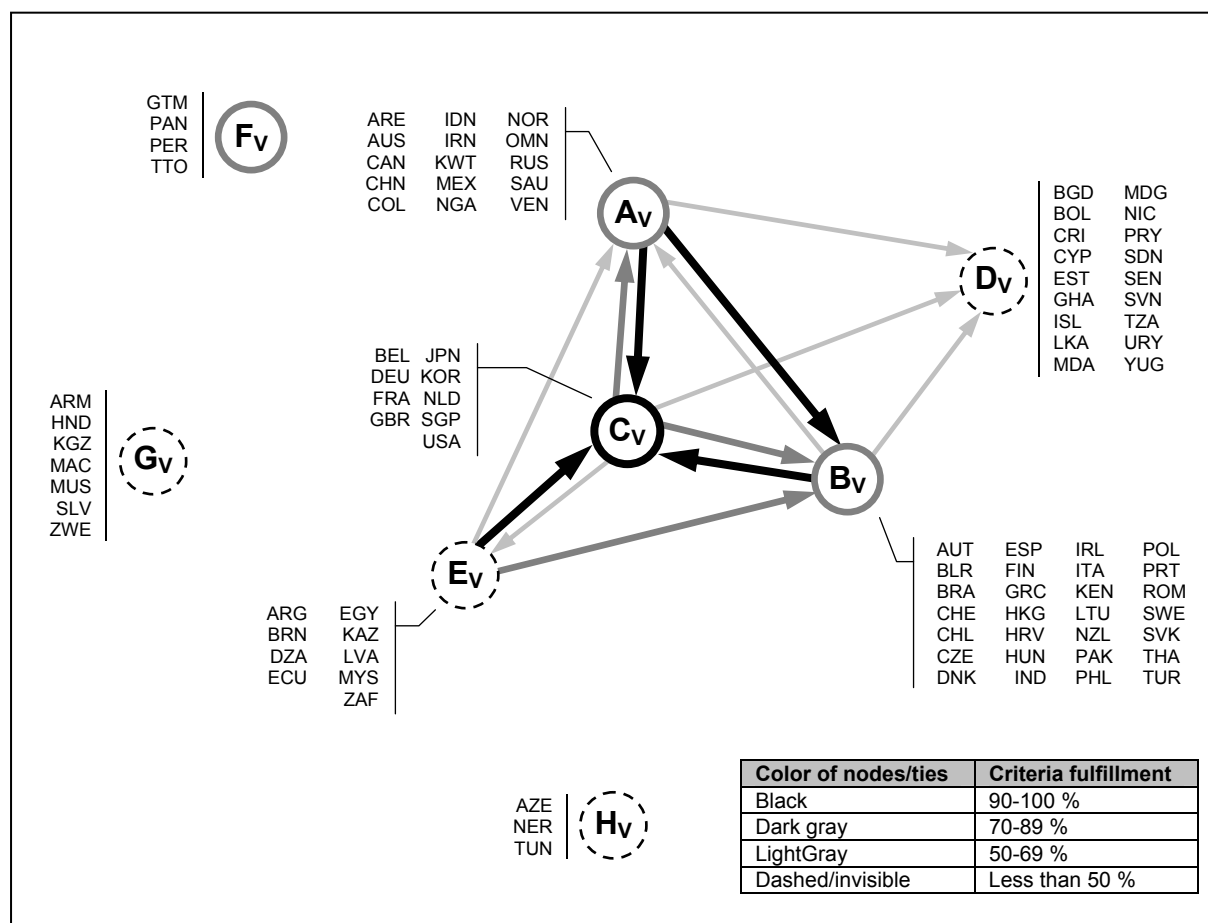 GTM
PAN
PER
TTO
FV
ARE IDN NOR
AUS IRN OMN
CAN KWT RUS
CHN MEX SAU
COL NGA VEN
AV
BGD MDG
BOL NIC
CRI PRY
CYP SDN
EST SEN
GHA SVN
ISL TZA
LKA URY
MDA YUG
DV
BEL JPN
DEU KOR
FRA NLD
GBR SGP
USA
CV
ARM
HND
KGZ
MAC
MUS
SLV
ZWE
GV
BV
EV
AUT ESP IRL POL
BLR FIN ITA PRT
BRA GRC KEN ROM
CHE HKG LTU SWE
CHL HRV NZL SVK
CZE HUN PAK THA
DNK IND PHL TUR
ARG EGY
BRN KAZ
DZA LVA
ECU MYS
ZAF
AZE
NER
TUN
HV
Color of nodes/ties Criteria fulfillment
Black 90-100 %
Dark gray 70-89 %
LightGray 50-69 %
Dashed/invisible Less than 50 %